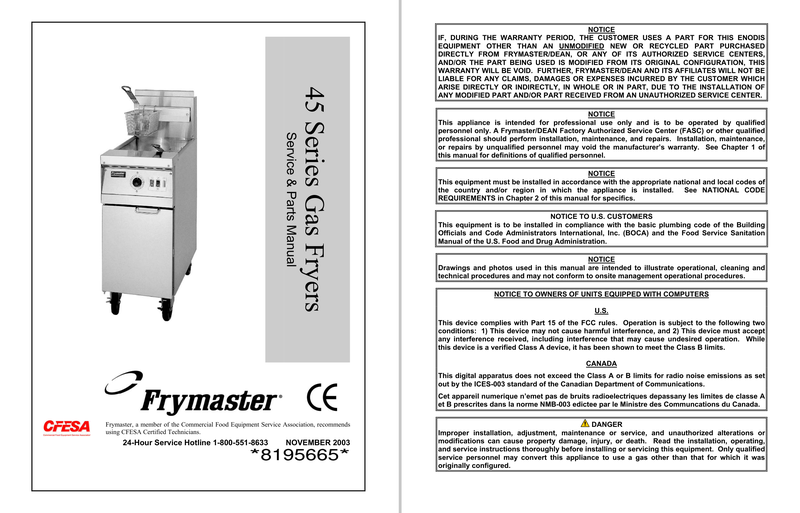 45 Series Gas Fryers
Service & Parts Manual
Frymaster®
CE
CFESA
Frymaster, a member of the Commercial Food Equipment Service Association, recommends
using CFESA Certified Technicians.
24-Hour Service Hotline 1-800-551-8633 NOVEMBER 2003
*8195665*
NOTICE
IF, DURING THE WARRANTY PERIOD, THE CUSTOMER USES A PART FOR THIS ENODIS
EQUIPMENT OTHER THAN AN UNMODIFIED NEW OR RECYCLED PART PURCHASED
DIRECTLY FROM FRYMASTER/DEAN, OR ANY OF ITS AUTHORIZED SERVICE CENTERS,
AND/OR THE PART BEING USED IS MODIFIED FROM ITS ORIGINAL CONFIGURATION, THIS
WARRANTY WILL BE VOID. FURTHER, FRYMASTER/DEAN AND ITS AFFILIATES WILL NOT BE
LIABLE FOR ANY CLAIMS, DAMAGES OR EXPENSES INCURRED BY THE CUSTOMER WHICH
ARISE DIRECTLY OR INDIRECTLY, IN WHOLE OR IN PART, DUE TO THE INSTALLATION OF
ANY MODIFIED PART AND/OR PART RECEIVED FROM AN UNAUTHORIZED SERVICE CENTER.
NOTICE
This appliance is intended for professional use only and is to be operated by qualified
personnel only. A Frymaster/DEAN Factory Authorized Service Center (FASC) or other qualified
professional should perform installation, maintenance, and repairs. Installation, maintenance,
or repairs by unqualified personnel may void the manufacturer's warranty. See Chapter 1 of
this manual for definitions of qualified personnel.
NOTICE
This equipment must be installed in accordance with the appropriate national and local codes of
the country and/or region in which the appliance is installed. See NATIONAL CODE
REQUIREMENTS in Chapter 2 of this manual for specifics.
NOTICE TO U.S. CUSTOMERS
This equipment is to be installed in compliance with the basic plumbing code of the Building
Officials and Code Administrators International, Inc. (BOCA) and the Food Service Sanitation
Manual of the U.S. Food and Drug Administration.
NOTICE
Drawings and photos used in this manual are intended to illustrate operational, cleaning and
technical procedures and may not conform to onsite management operational procedures.
NOTICE TO OWNERS OF UNITS EQUIPPED WITH COMPUTERS
U.S.
This device complies with Part 15 of the FCC rules. Operation is subject to the following two
conditions: 1) This device may not cause harmful interference, and 2) This device must accept
any interference received, including interference that may cause undesired operation. While
this device is a verified Class A device, it has been shown to meet the Class B limits.
CANADA
This digital apparatus does not exceed the Class A or B limits for radio noise emissions as set
out by the ICES-003 standard of the Canadian Department of Communications.
Cet appareil numerique n'emet pas de bruits radioelectriques depassany les limites de classe A
et B prescrites dans la norme NMB-003 edictee par le Ministre des Communcations du Canada.
DANGER
Improper installation, adjustment, maintenance or service, and unauthorized alterations or
modifications can cause property damage, injury, or death. Read the installation, operating,
and service instructions thoroughly before installing or servicing this equipment. Only qualified
service personnel may convert this appliance to use a gas other than that for which it was
originally configured.